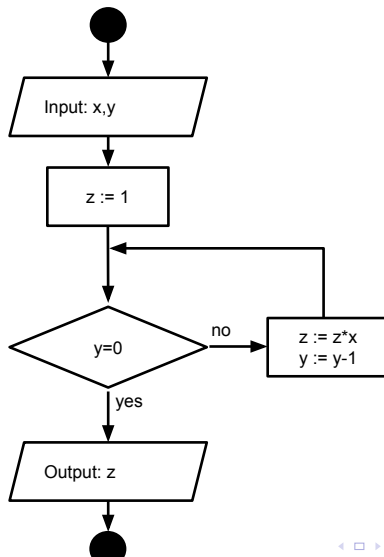 Input: x,y
z := 1
y=0
no
z := z*x
y := y-1
yes
Output: z